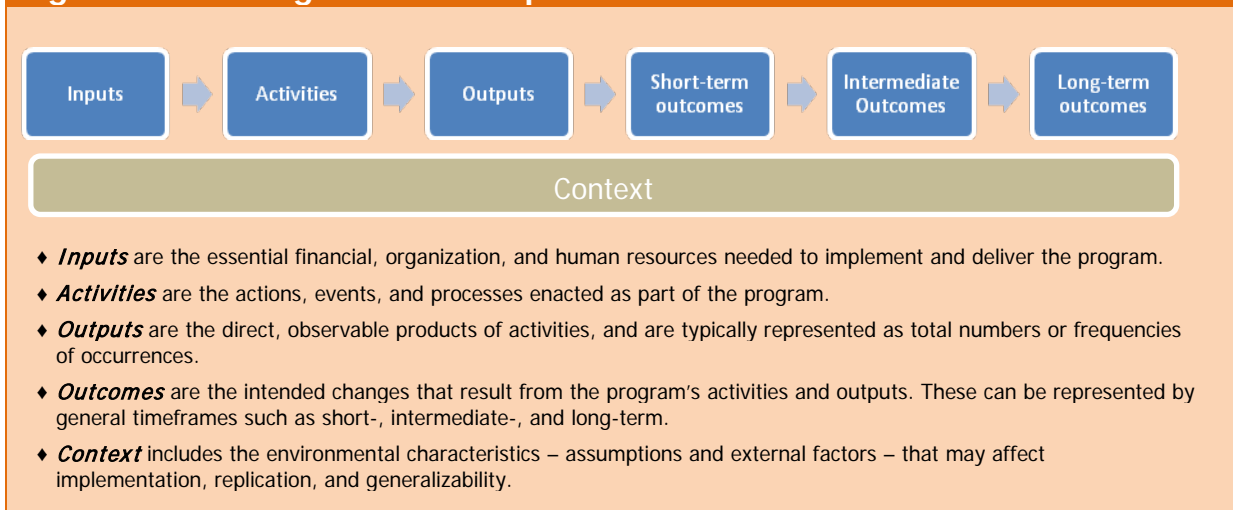 Inputs
Activities
Outputs
Short-term
outcomes
Intermediate
Outcomes
Long-term
outcomes
Context
♦ Inputs are the essential financial, organization, and human resources needed to implement and deliver the program.
♦ Activities are the actions, events, and processes enacted as part of the program.
♦ Outputs are the direct, observable products of activities, and are typically represented as total numbers or frequencies
of occurrences.
♦ Outcomes are the intended changes that result from the program's activities and outputs. These can be represented by
general timeframes such as short-, intermediate-, and long-term.
♦ Context includes the environmental characteristics – assumptions and external factors – that may affect
implementation, replication, and generalizability.